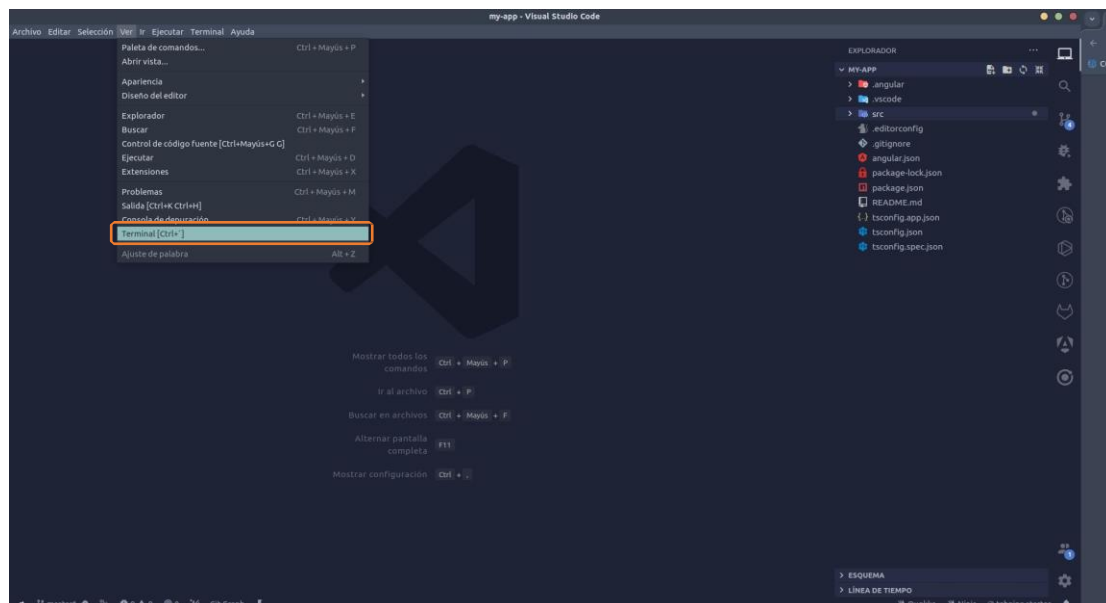 my-app - Visual Studio Code
Archivo Editar Selección Ver Ir Ejecutar Terminal Ayuda
Paleta de comandos... Ctrl + Mayús + P
Abrir vista...
Apariencia
Diseño del editor
Explorador Ctrl + Mayús + E
Buscar Ctrl + Mayús + F
Control de código fuente [Ctrl+Mayús+G G]
Ejecutar Ctrl + Mayús + D
Extensiones Ctrl + Mayús + X
Problemas Ctrl + Mayús + M
Salida [Ctrl+K Ctrl+H]
Consola de depuración Ctrl + Mayús + Y
Terminal [Ctrl+`]
Ajuste de palabra Alt + Z
Mostrar todos los comandos Ctrl + Mayús + P
Ir al archivo Ctrl + P
Buscar en archivos Ctrl + Mayús + F
Alternar pantalla completa F11
Mostrar configuración Ctrl + ,
EXPLORADOR
MY-APP
.angular
.vscode
src
.editorconfig
.gitignore
angular.json
package-lock.json
package.json
README.md
tsconfig.app.json
tsconfig.json
tsconfig.spec.json
4
1
ESQUEMA
LÍNEA DE TIEMPO